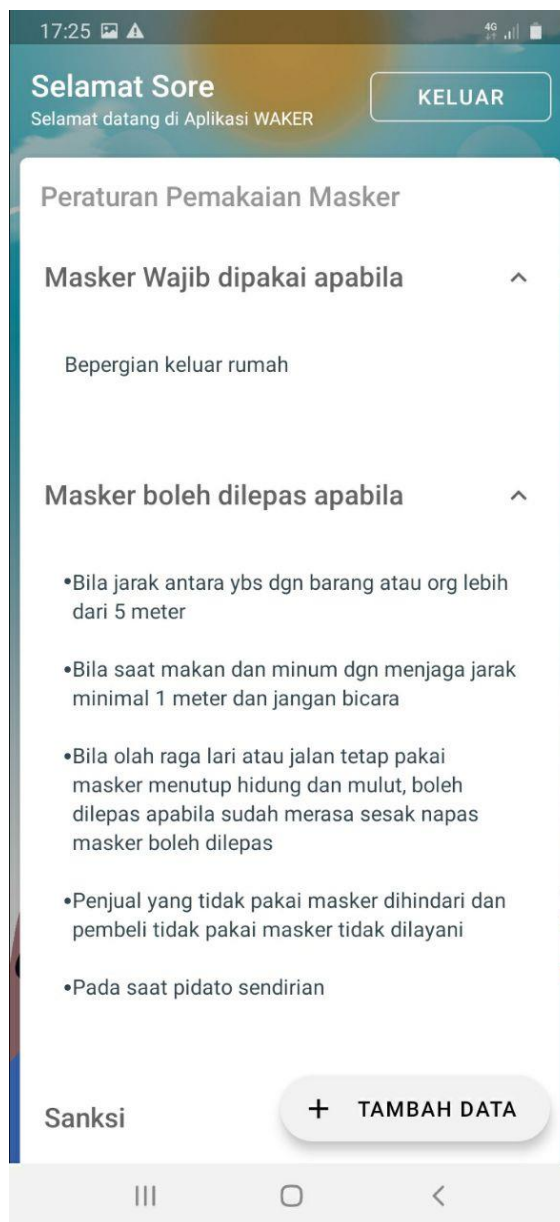 17:25
4G
Selamat Sore
KELUAR
Selamat datang di Aplikasi WAKER
Peraturan Pemakaian Masker
Masker Wajib dipakai apabila
Bepergian keluar rumah
Masker boleh dilepas apabila
•Bila jarak antara ybs dgn barang atau org lebih
dari 5 meter
•Bila saat makan dan minum dgn menjaga jarak
minimal 1 meter dan jangan bicara
•Bila olah raga lari atau jalan tetap pakai
masker menutup hidung dan mulut, boleh
dilepas apabila sudah merasa sesak napas
masker boleh dilepas
•Penjual yang tidak pakai masker dihindari dan
pembeli tidak pakai masker tidak dilayani
•Pada saat pidato sendirian
Sanksi
+ TAMBAH DATA